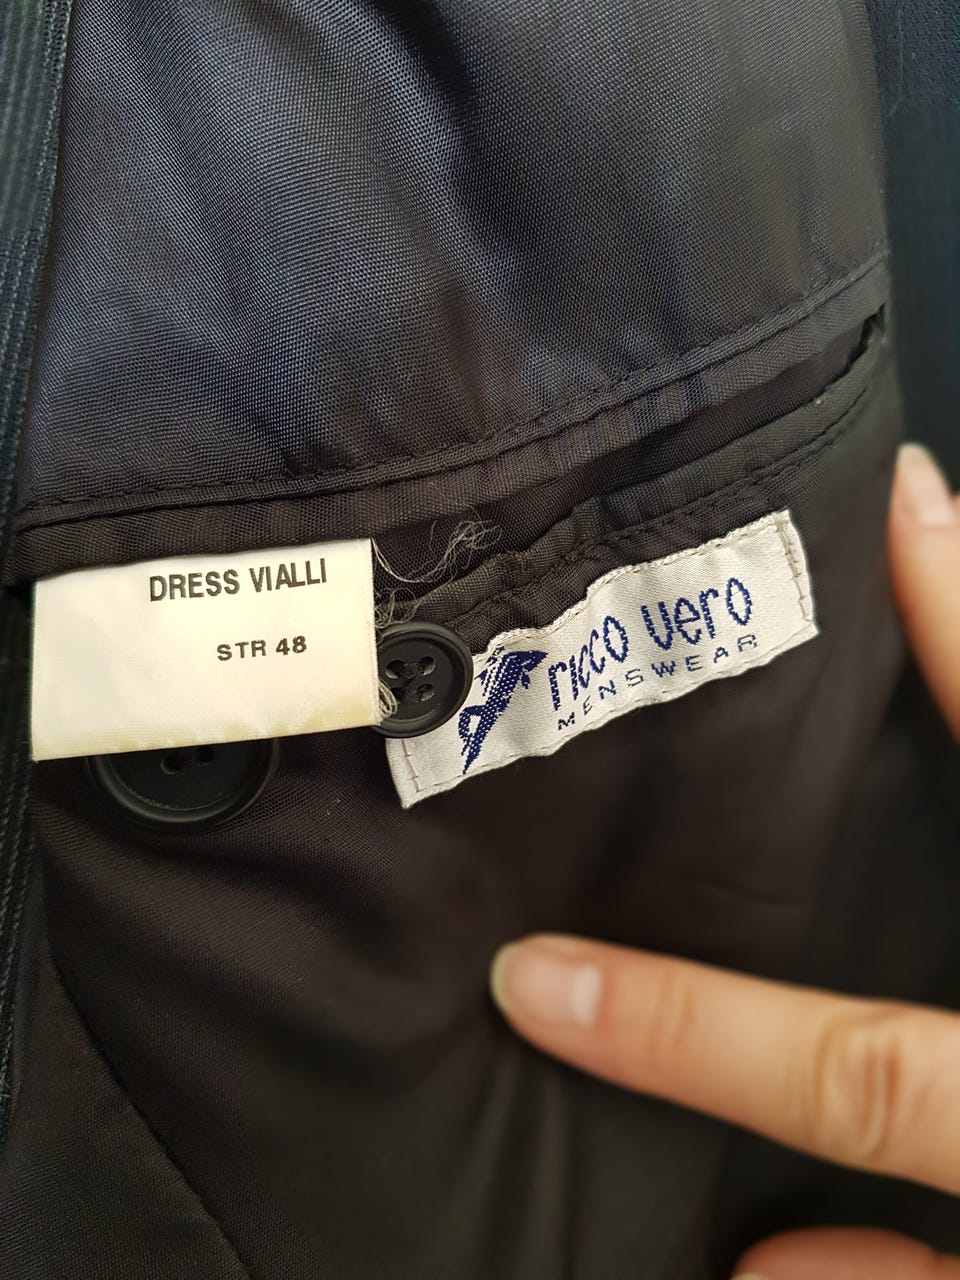 DRESS VIALLI
STR 48
ricco vero
MENSWEAR